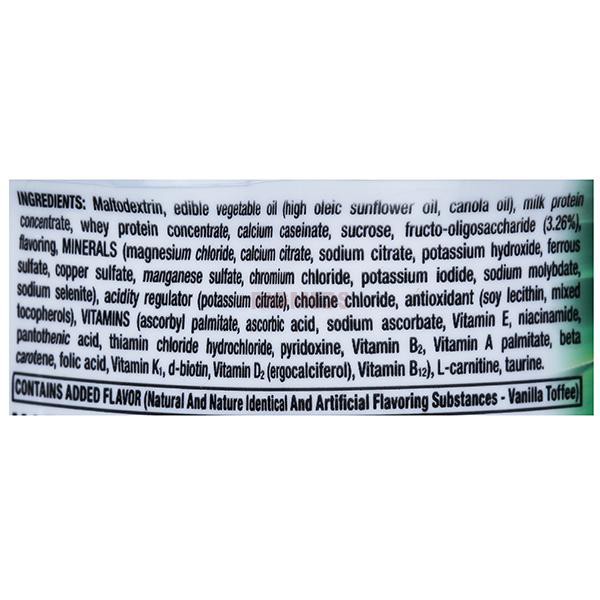 INGREDIENTS: Maltodextrin, edible vegetable oil (high oleic sunflower oil, canola oil), milk protein
concentrate, whey protein concentrate, calcium caseinate, sucrose, fructo-oligosaccharide (3.26%),
flavoring, MINERALS (magnesium chloride, calcium citrate, sodium citrate, potassium hydroxide, ferrous
sulfate, copper sulfate, manganese sulfate, chromium chloride, potassium iodide, sodium molybdate,
sodium selenite), acidity regulator (potassium citrate), choline chloride, antioxidant (soy lecithin, mixed
tocopherols), VITAMINS (ascorbyl palmitate, ascorbic acid, sodium ascorbate, Vitamin E, niacinamide,
pantothenic acid, thiamin chloride hydrochloride, pyridoxine, Vitamin B2, Vitamin A palmitate, beta
carotene, folic acid, Vitamin K1, d-biotin, Vitamin D2 (ergocalciferol), Vitamin B12), L-carnitine, taurine.
CONTAINS ADDED FLAVOR (Natural And Nature Identical And Artificial Flavoring Substances - Vanilla Toffee)